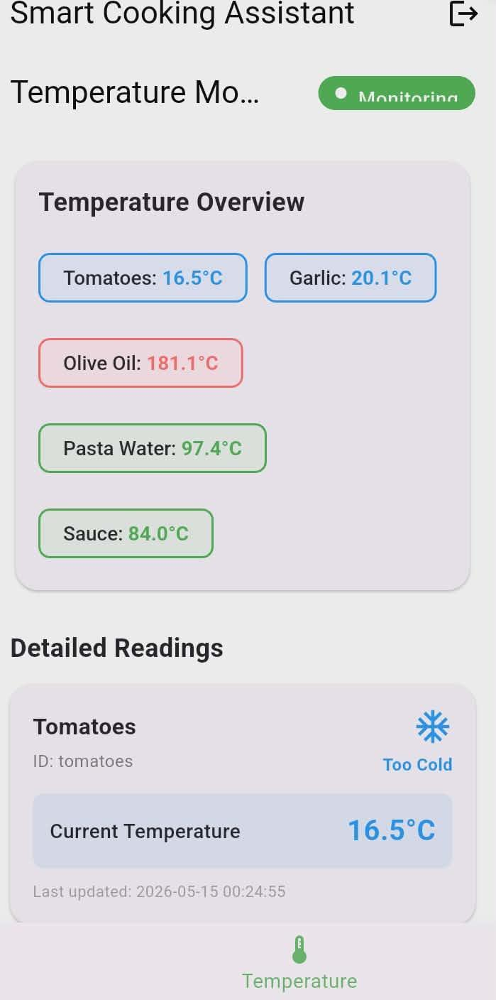 Smart Cooking Assistant
Temperature Mo...
Monitoring
Temperature Overview
Tomatoes: 16.5°C
Garlic: 20.1°C
Olive Oil: 181.1°C
Pasta Water: 97.4°C
Sauce: 84.0°C
Detailed Readings
Tomatoes
ID: tomatoes
Too Cold
Current Temperature
16.5°C
Last updated: 2026-05-15 00:24:55
Temperature